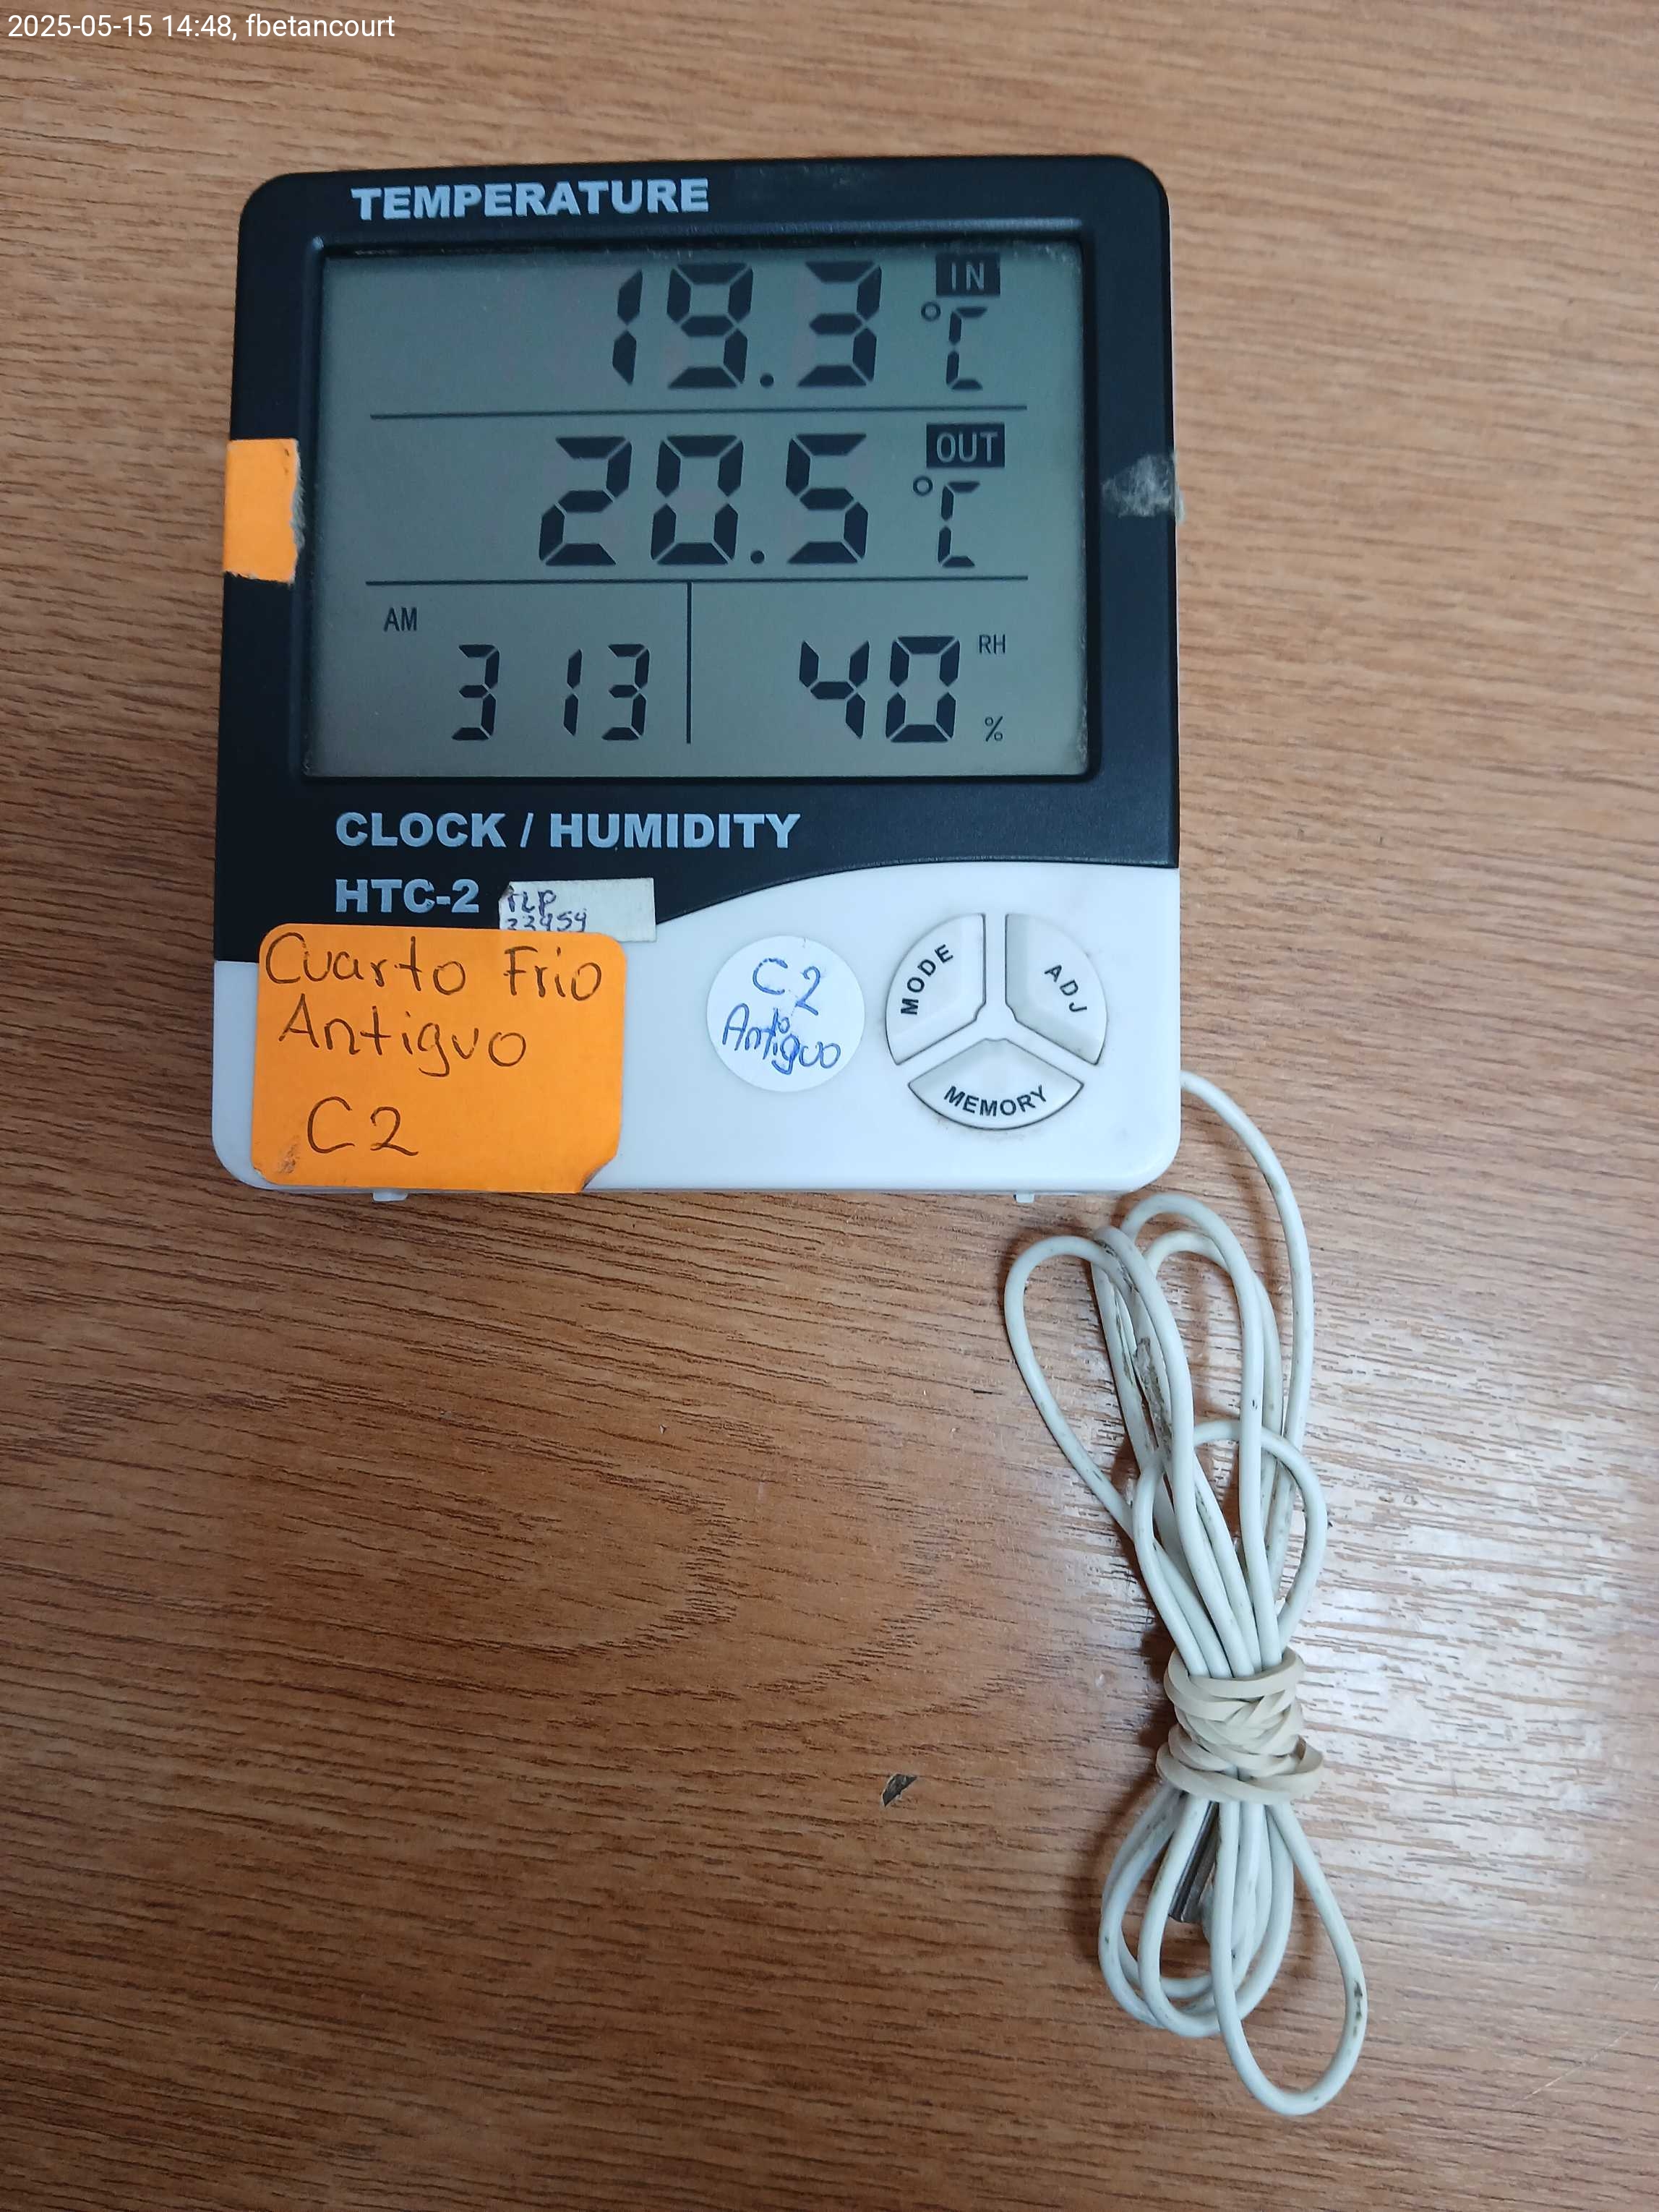 2025-05-15 14:48, fbetancourt
TEMPERATURE
19.3 °C IN
20.5 °C OUT
AM 3 13
40 RH %
CLOCK / HUMIDITY
HTC-2
Cuarto Frio
Antiguo
C2
C2
Antiguo
MODE
ADJ
MEMORY